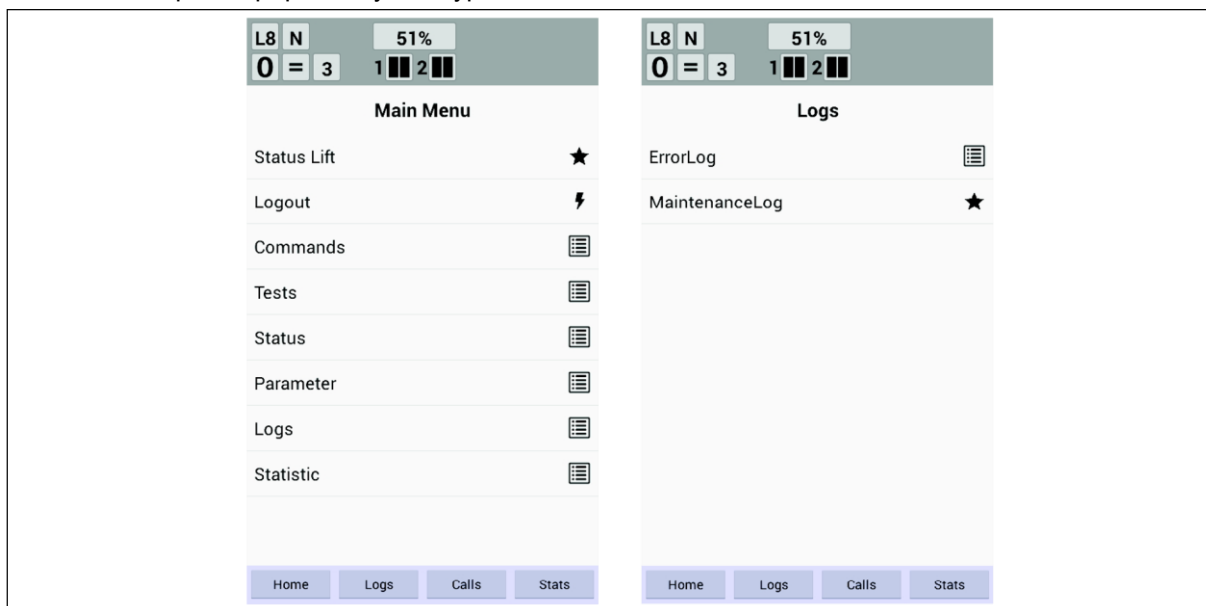 L8 N 51%
0 = 3 1 2
Main Menu
Status Lift
Logout
Commands
Tests
Status
Parameter
Logs
Statistic
Home Logs Calls Stats
L8 N 51%
0 = 3 1 2
Logs
ErrorLog
MaintenanceLog
Home Logs Calls Stats